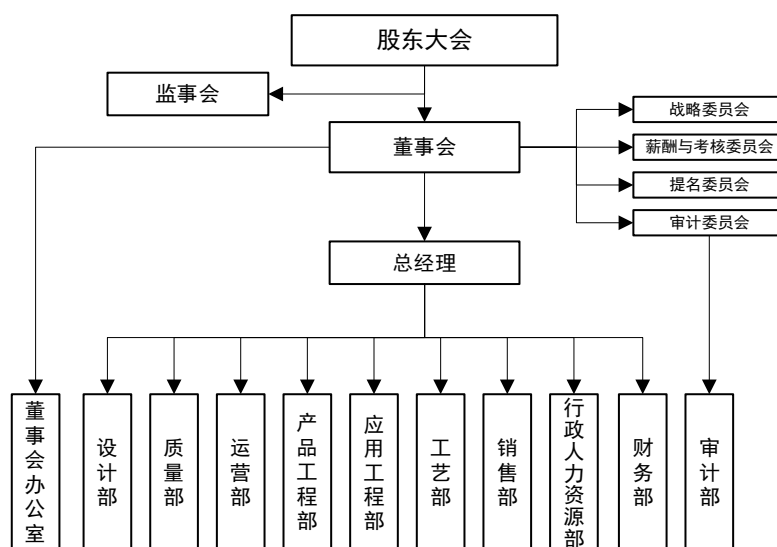 股东大会
监事会
战略委员会
董事会
薪酬与考核委员会
提名委员会
审计委员会
总经理
董事会办公室
设计部
质量部
运营部
产品工程部
应用工程部
工艺部
销售部
行政人力资源部
财务部
审计部